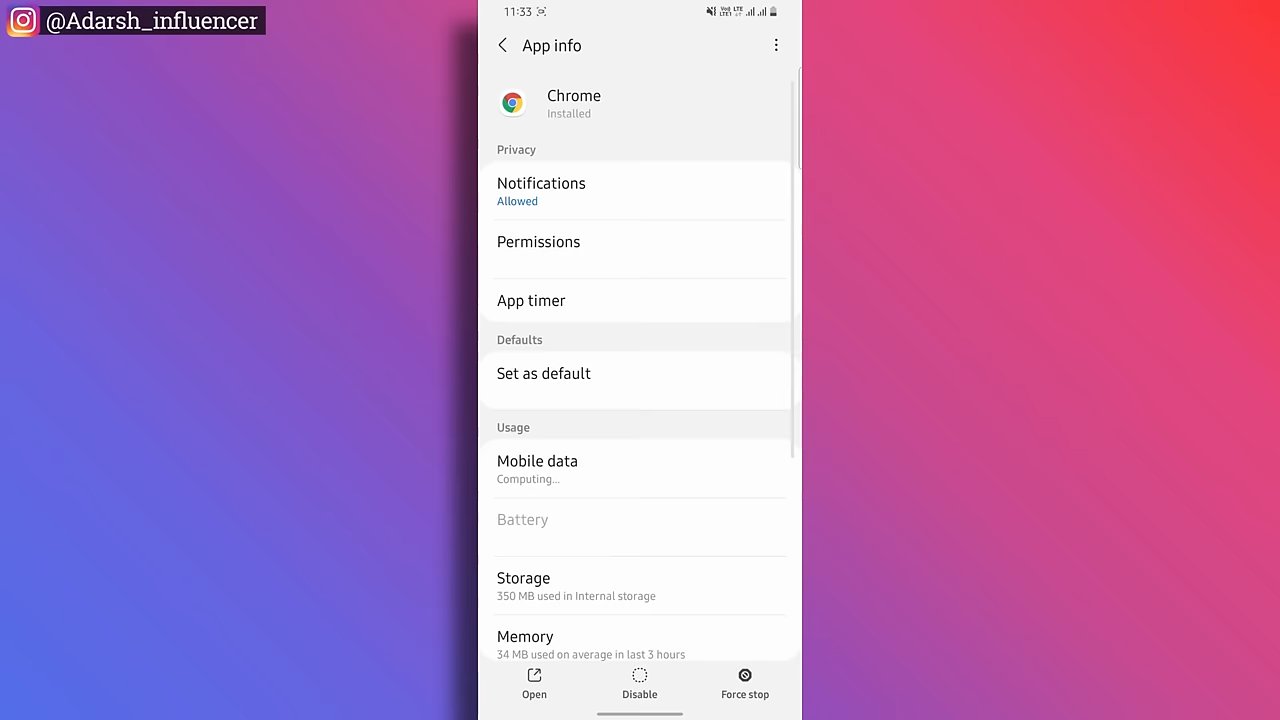 @Adarsh_influencer
11:33
App info
Chrome
Installed
Privacy
Notifications
Allowed
Permissions
App timer
Defaults
Set as default
Usage
Mobile data
Computing...
Battery
Storage
350 MB used in Internal storage
Memory
34 MB used on average in last 3 hours
Open
Disable
Force stop